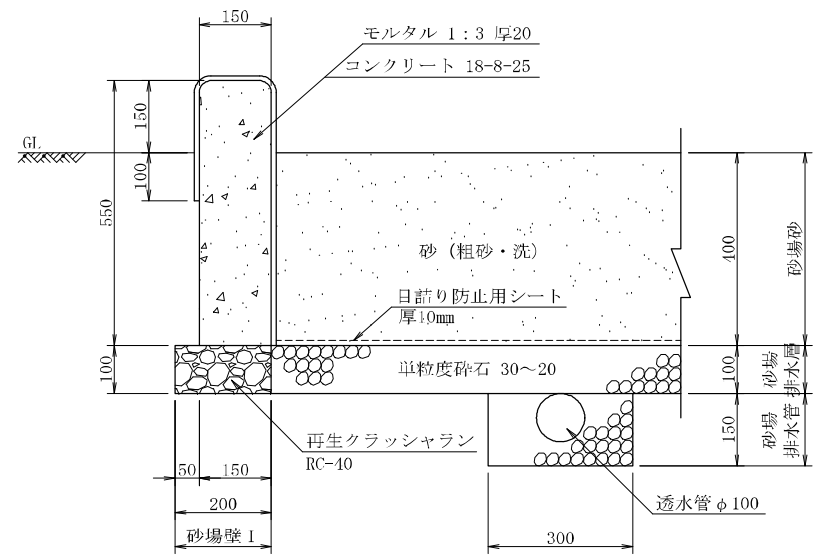 150
モルタル 1:3 厚20
コンクリート 18-8-25
GL
150
100
550
100
砂（粗砂・洗）
目詰り防止用シート
厚10mm
単粒度砕石 30〜20
400
砂場砂
100
砂場
排水層
150
砂場
排水管
再生クラッシャラン
RC-40
50
150
200
砂場壁 I
透水管φ100
300